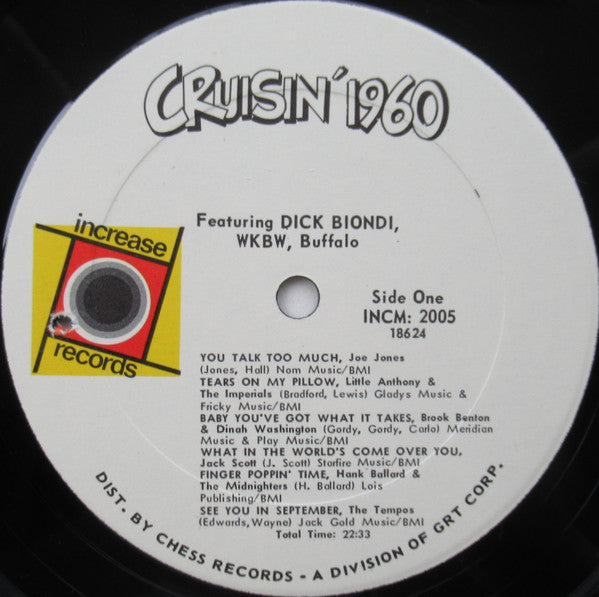 CRUISIN' 1960
Featuring DICK BIONDI,
WKBW, Buffalo
increase
records
Side One
INCM: 2005
18624
YOU TALK TOO MUCH, Joe Jones
(Jones, Hall) Nom Music/BMI
TEARS ON MY PILLOW, Little Anthony &
The Imperials (Bradford, Lewis) Gladys Music &
Fricky Music/BMI
BABY YOU'VE GOT WHAT IT TAKES, Brook Benton
& Dinah Washington (Gordy, Gordy, Carlo) Meridian
Music & Play Music/BMI
WHAT IN THE WORLD'S COME OVER YOU,
Jack Scott (J. Scott) Starfire Music/BMI
FINGER POPPIN' TIME, Hank Ballard &
The Midnighters (H. Ballard) Lois
Publishing/BMI
SEE YOU IN SEPTEMBER, The Tempos
(Edwards,Wayne) Jack Gold Music/BMI
Total Time: 22:33
DIST. BY CHESS RECORDS - A DIVISION OF GRT CORP.